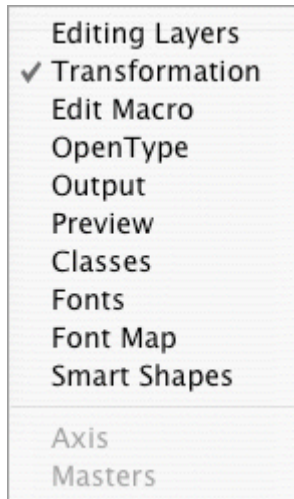 Editing Layers
✓ Transformation
Edit Macro
OpenType
Output
Preview
Classes
Fonts
Font Map
Smart Shapes
Axis
Masters